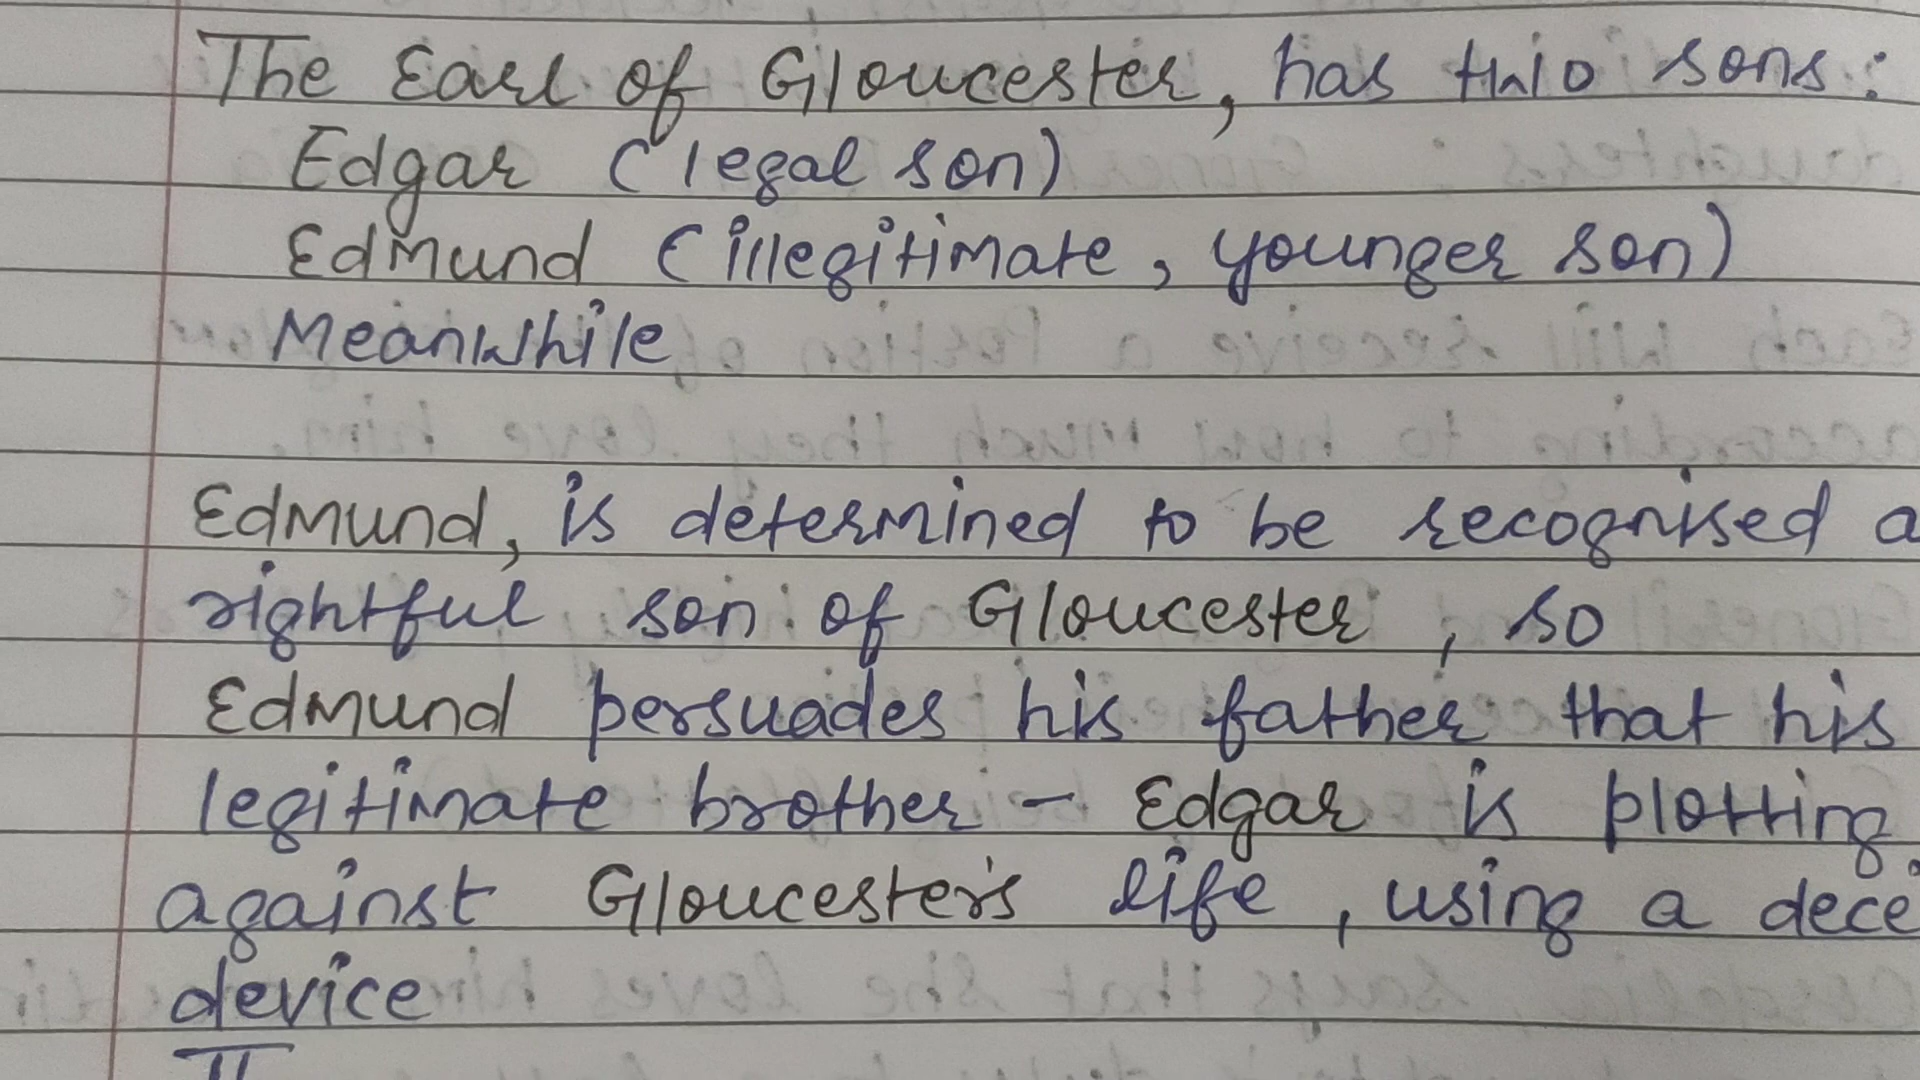 The Earl of Gloucester, has two sons:
Edgar (legal son)
Edmund (illegitimate, younger son)
Meanwhile
Edmund, is determined to be recognised a
rightful son of Gloucester, so
Edmund persuades his father that his
legitimate brother - Edgar is plotting
against Gloucester's life, using a dece
device